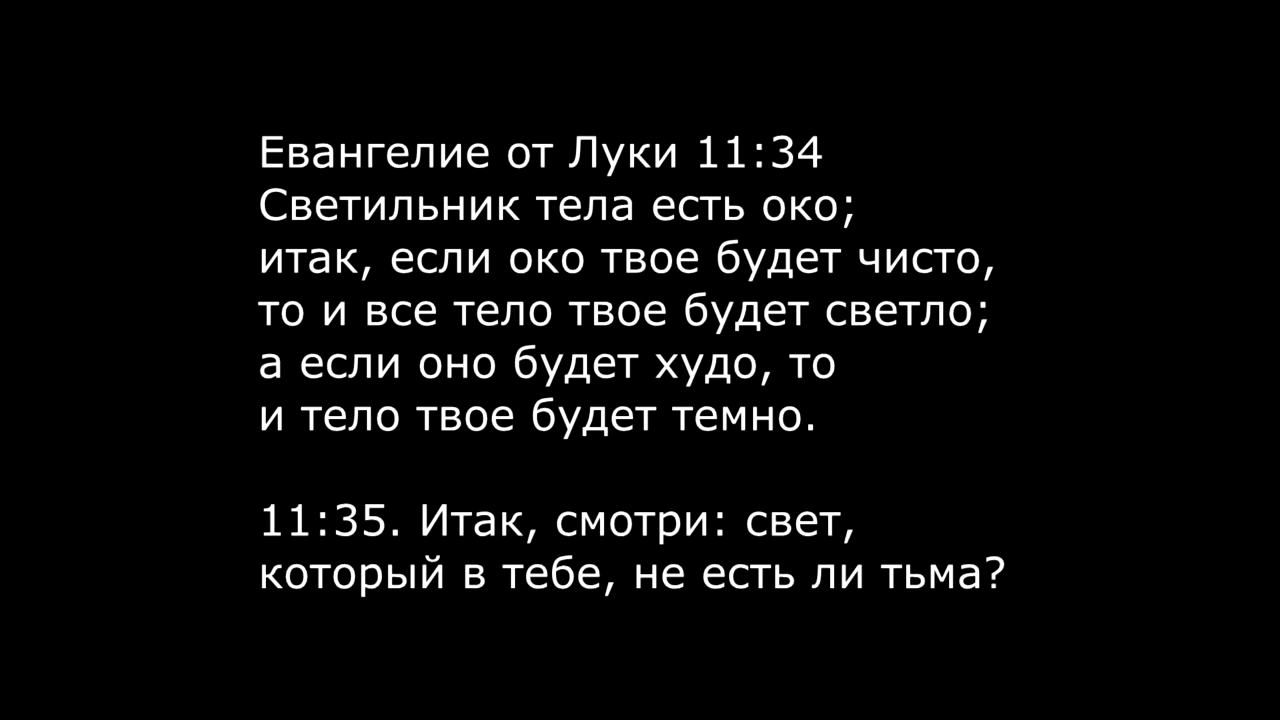 Евангелие от Луки 11:34
Светильник тела есть око;
итак, если око твое будет чисто,
то и все тело твое будет светло;
а если оно будет худо, то
и тело твое будет темно.
11:35. Итак, смотри: свет,
который в тебе, не есть ли тьма?